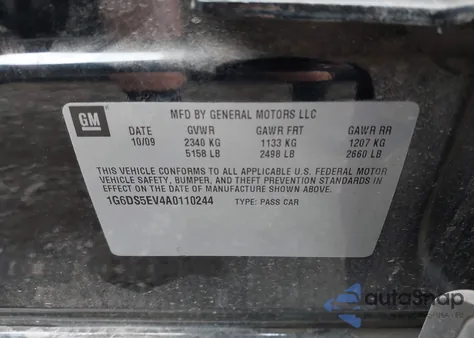 GM
MFD BY GENERAL MOTORS LLC
DATE GVWR GAWR FRT GAWR RR
10/09 2340 KG 1133 KG 1207 KG
5158 LB 2498 LB 2660 LB
THIS VEHICLE CONFORMS TO ALL APPLICABLE U.S. FEDERAL MOTOR
VEHICLE SAFETY, BUMPER, AND THEFT PREVENTION STANDARDS IN
EFFECT ON THE DATE OF MANUFACTURE SHOWN ABOVE.
1G6DS5EV4A0110244 TYPE: PASS CAR
autoSnap